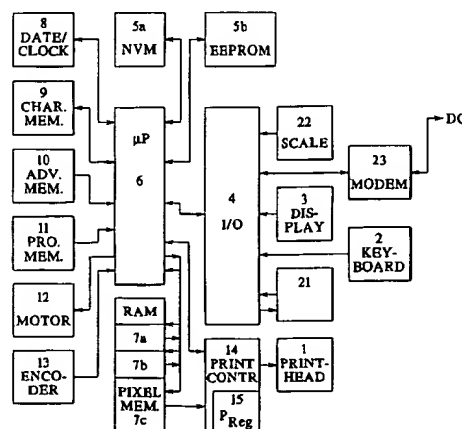 8
DATE/
CLOCK
5a
NVM
5b
EEPROM
9
CHAR.
MEM.
μP
6
22
SCALE
DC
10
ADV.
MEM.
4
I/O
23
MODEM
3
DIS-
PLAY
11
PRO.
MEM.
2
KEY-
BOARD
12
MOTOR
21
RAM
7a
7b
13
ENCO-
DER
14
PRINT
CONTR
1
PRINT-
HEAD
PIXEL
MEM.
7c
15
PReg